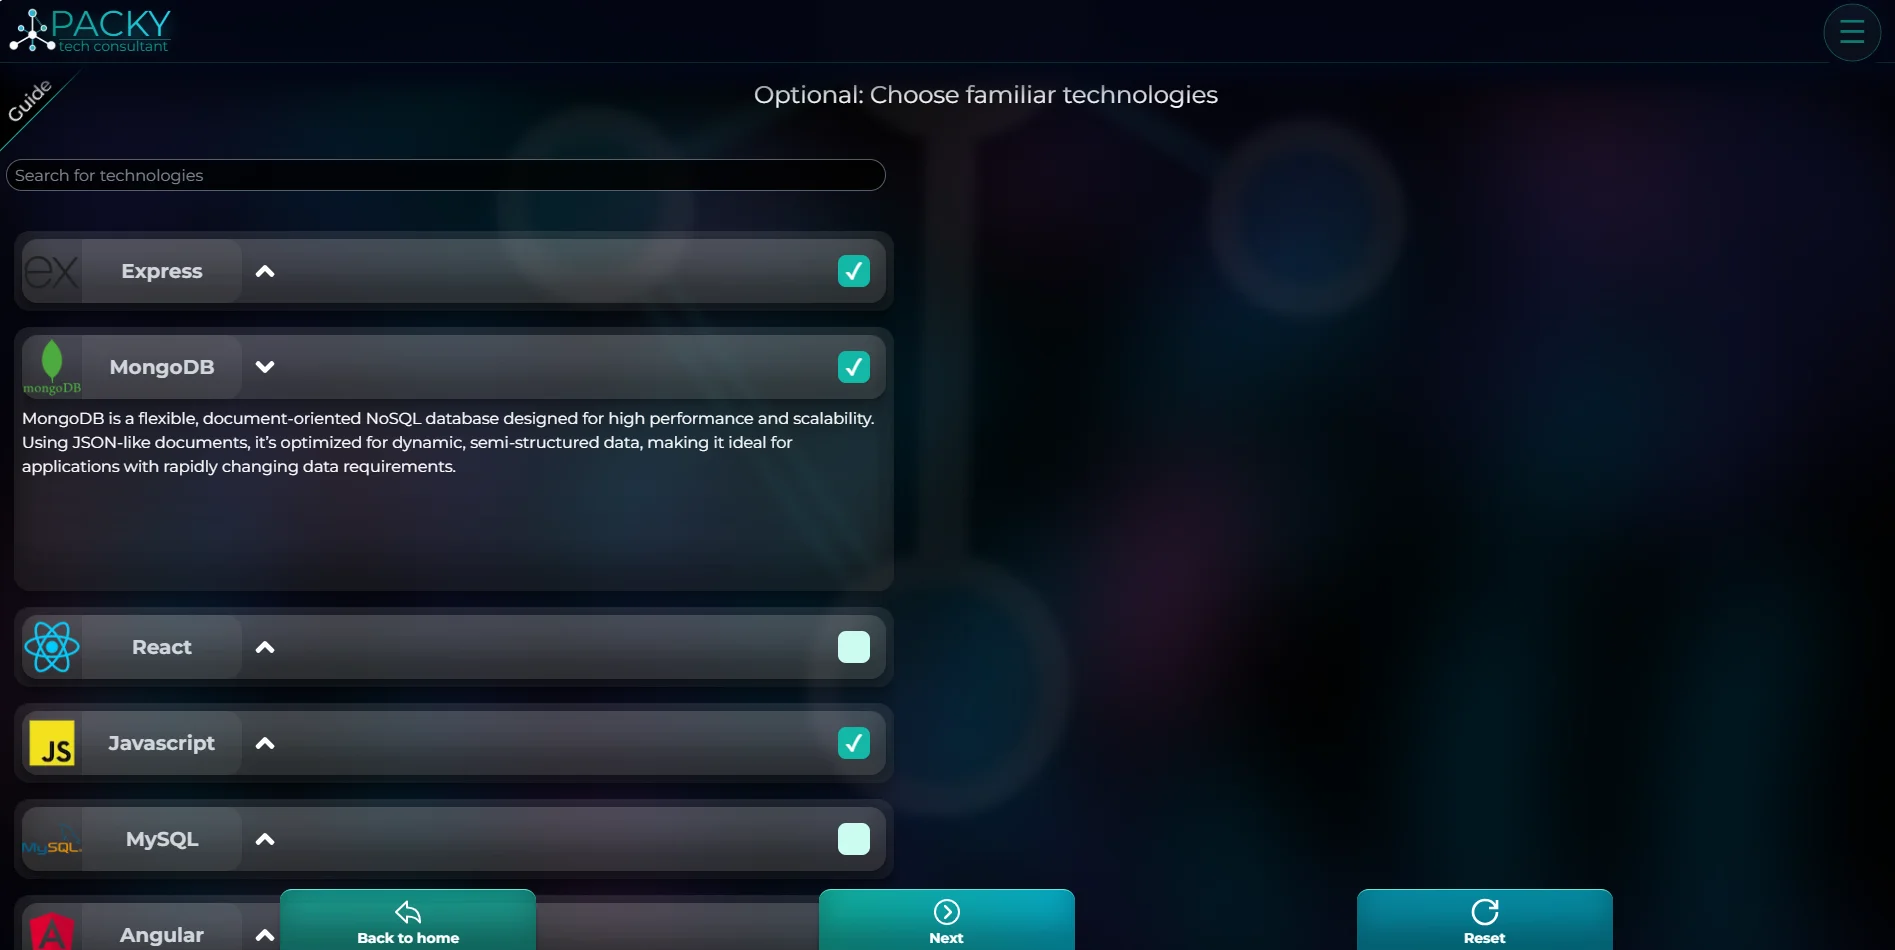 PACKY
tech consultant
Guide
Optional: Choose familiar technologies
Search for technologies
ex Express
mongoDB MongoDB
MongoDB is a flexible, document-oriented NoSQL database designed for high performance and scalability.
Using JSON-like documents, it’s optimized for dynamic, semi-structured data, making it ideal for
applications with rapidly changing data requirements.
React
JS Javascript
MySQL MySQL
A Angular
Back to home
Next
Reset